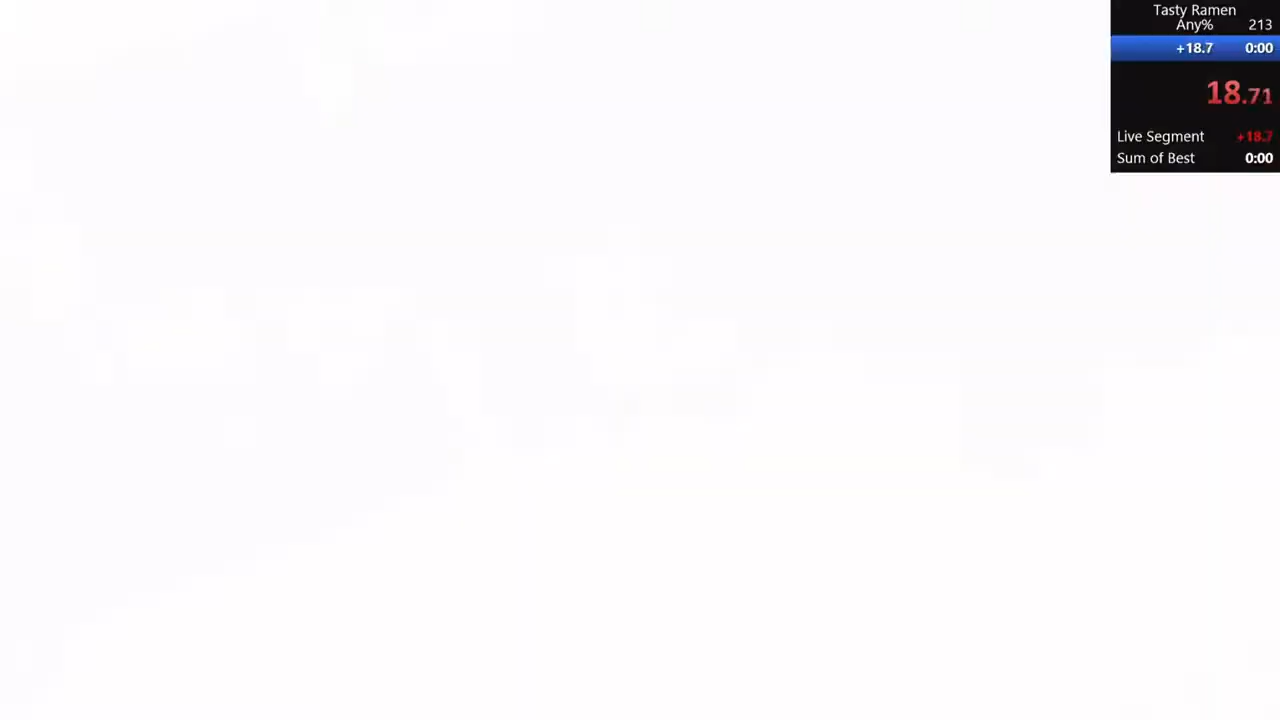 Tasty Ramen
Any% 213
+18.7 0:00
18.71
Live Segment +18.7
Sum of Best 0:00